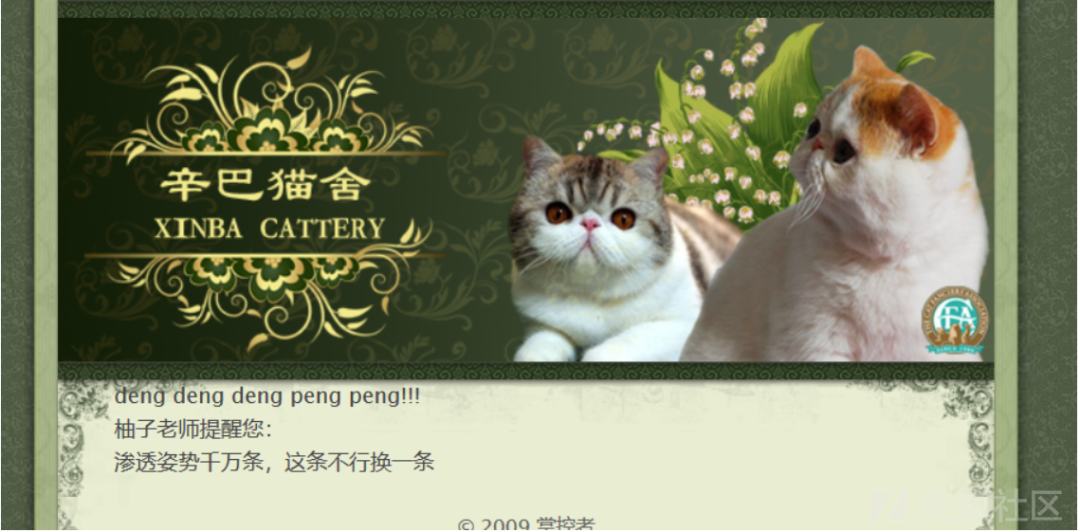 辛巴猫舍
XINBA CATTERY
CFA
deng deng deng peng peng!!!
柚子老师提醒您：
渗透姿势千万条，这条不行换一条
© 2009 掌控者
社区